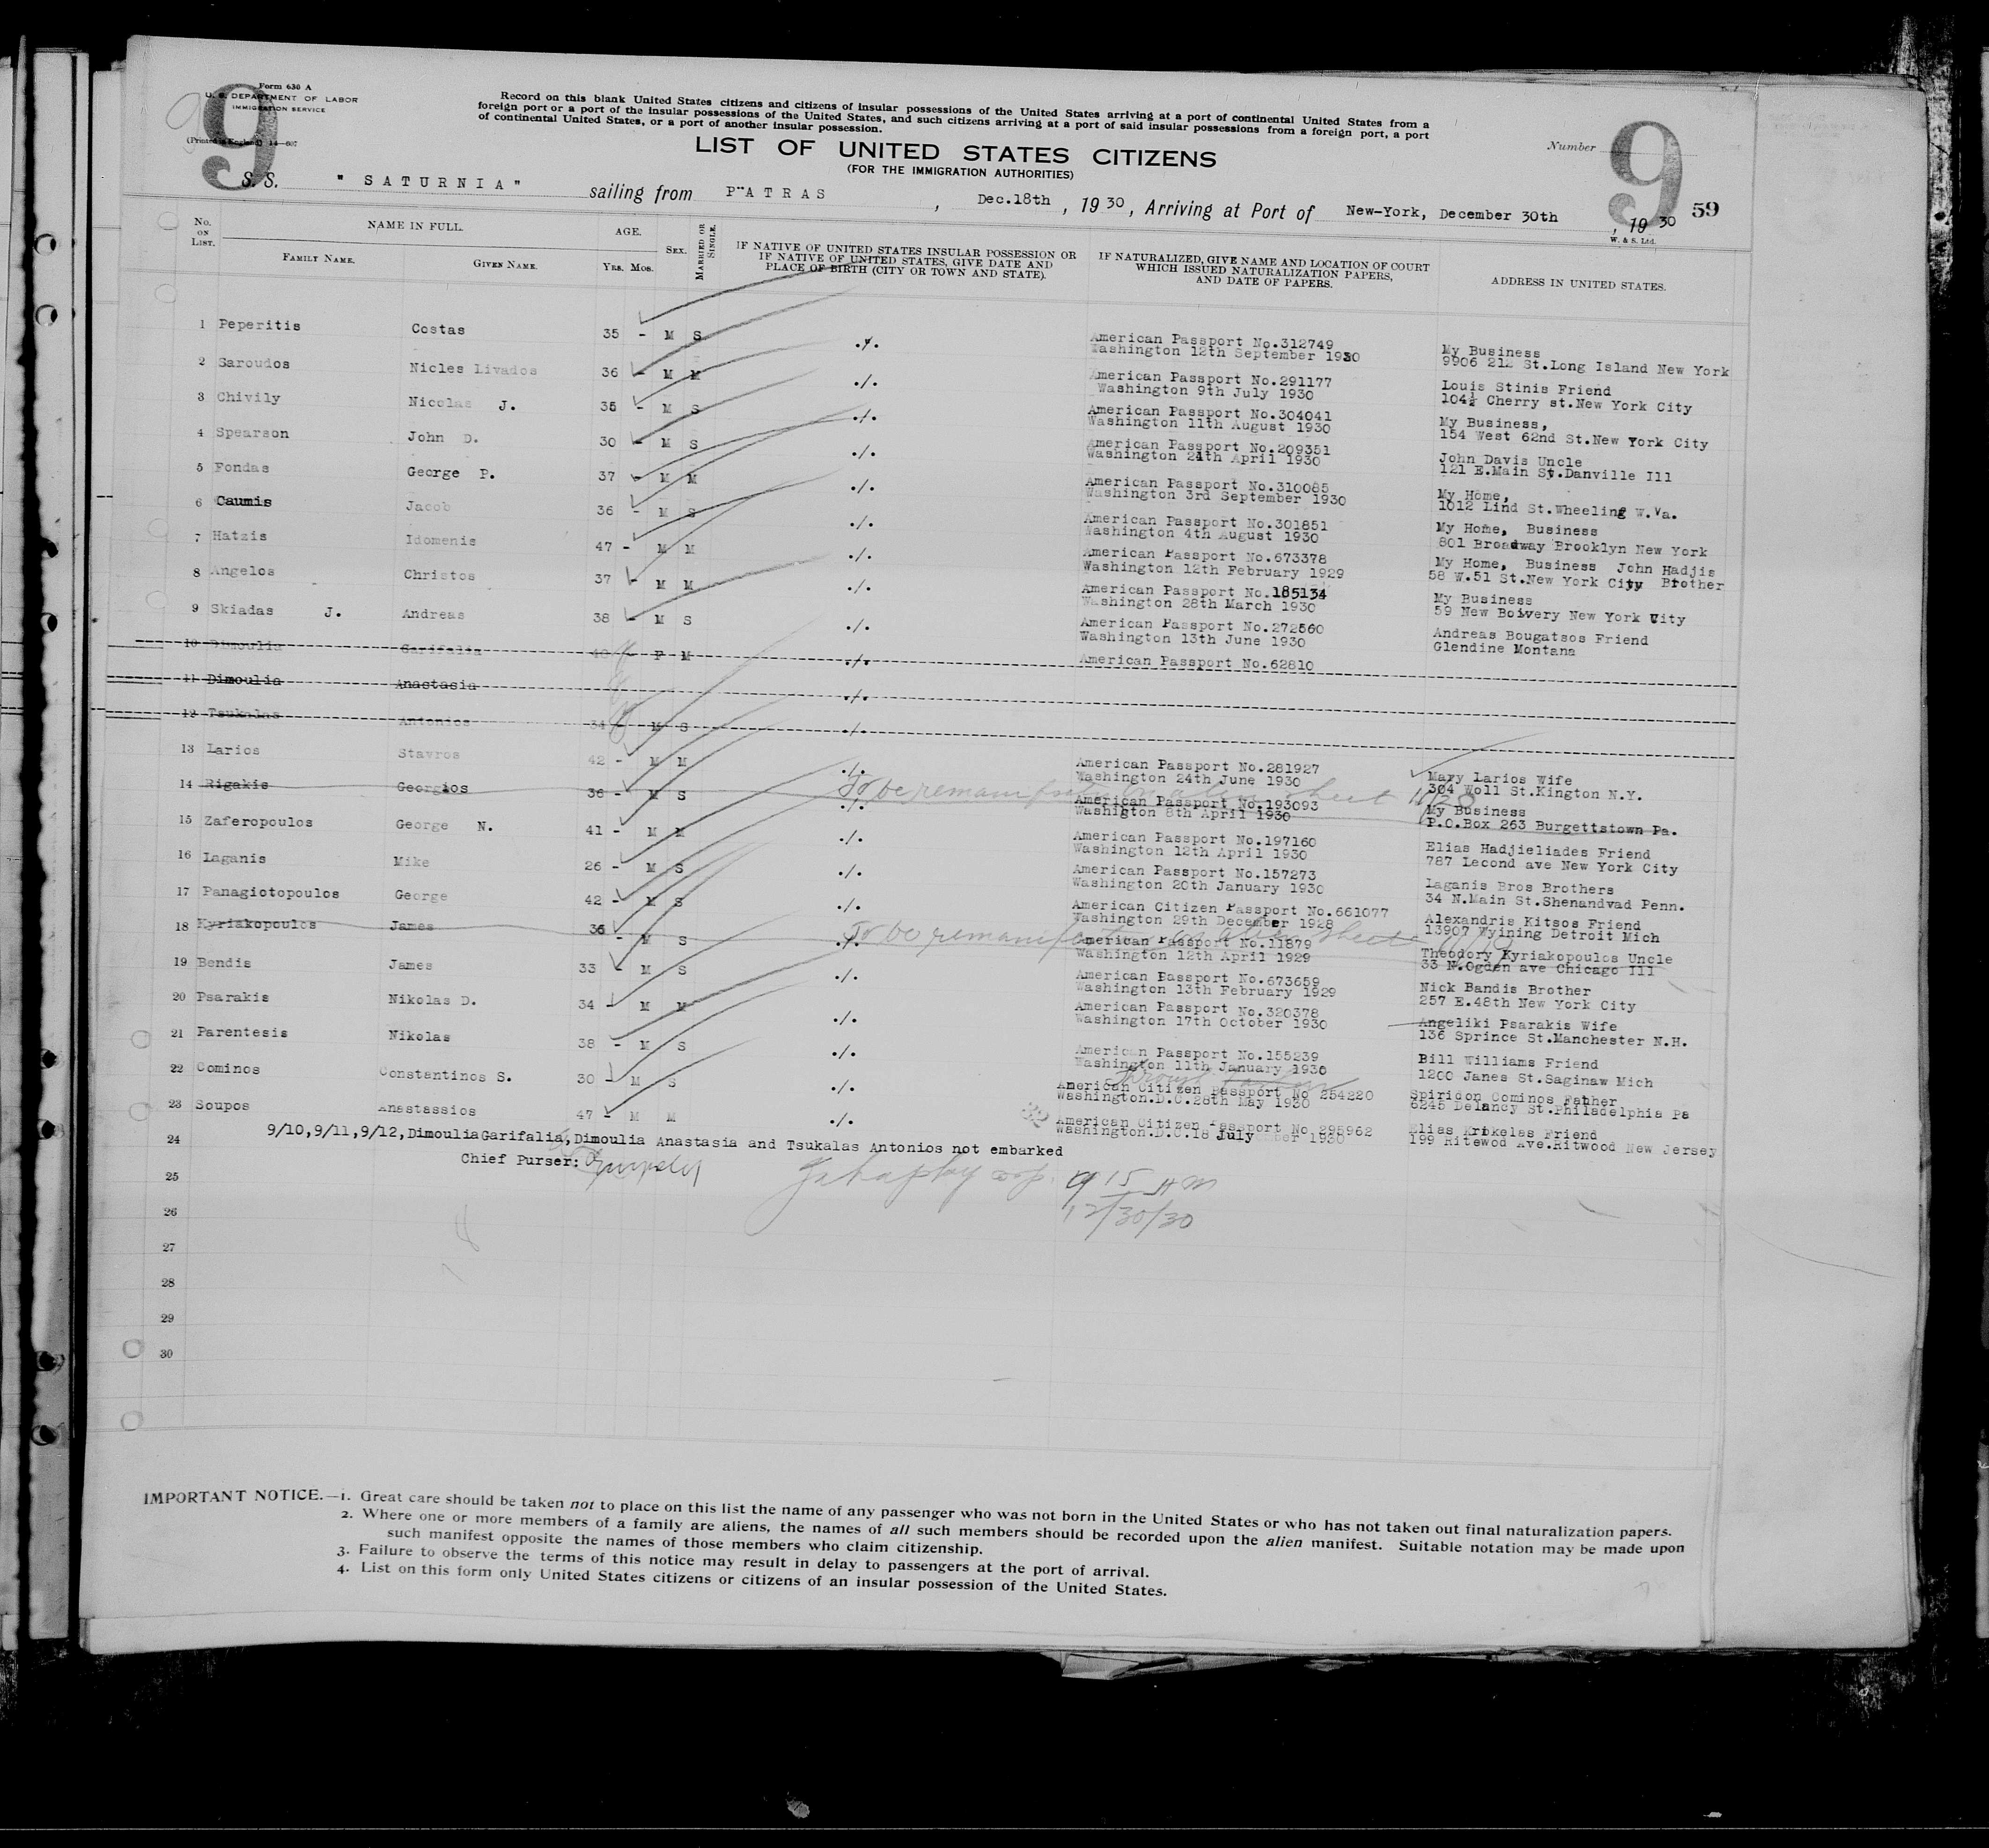 Form 630 A
U. S. DEPARTMENT OF LABOR
IMMIGRATION SERVICE
(Printed in England) 14—607
9
Record on this blank United States citizens and citizens of insular possessions of the United States arriving at a port of continental United States from a
foreign port or a port of the insular possessions of the United States, and such citizens arriving at a port of said insular possessions from a foreign port, a port
of continental United States, or a port of another insular possession.
LIST OF UNITED STATES CITIZENS
(FOR THE IMMIGRATION AUTHORITIES)
Number 9 59
S.S. "SATURNIA" sailing from PATRAS, Dec.18th, 1930, Arriving at Port of New-York, December 30th, 1930
W. & S. Ltd.
No. ON LIST. NAME IN FULL. FAMILY NAME. GIVEN NAME. AGE. Yrs. Mos. SEX. MARRIED OR SINGLE.
IF NATIVE OF UNITED STATES INSULAR POSSESSION OR
IF NATIVE OF UNITED STATES, GIVE DATE AND
PLACE OF BIRTH (CITY OR TOWN AND STATE).
IF NATURALIZED, GIVE NAME AND LOCATION OF COURT
WHICH ISSUED NATURALIZATION PAPERS,
AND DATE OF PAPERS.
ADDRESS IN UNITED STATES.
1 Peperitis Costas 35 - M S ./. American Passport No.312749 My Business
Washington 12th September 1930 9906 212 St.Long Island New York
2 Saroudos Nicles Livados 36 - M M ./. American Passport No.291177 Louis Stinis Friend
Washington 9th July 1930 104½ Cherry st.New York City
3 Chivily Nicolas J. 35 - M S ./. American Passport No.304041 My Business,
Washington 11th August 1930 154 West 62nd St.New York City
4 Spearson John D. 30 - M S ./. American Passport No.209351 John Davis Uncle
Washington 24th April 1930 121 E.Main St.Danville Ill
5 Fondas George P. 37 - M M ./. American Passport No.310085 My Home,
Washington 3rd September 1930 1012 Lind St.Wheeling W.Va.
6 Caumis Jacob 36 - M S ./. American Passport No.301851 My Home, Business
Washington 4th August 1930 801 Broadway Brooklyn New York
7 Hatzis Idomenis 47 - M M ./. American Passport No.673378 My Home, Business John Hadjis
Washington 12th February 1929 58 W.51 St.New York City Brother
8 Angelos Christos 37 - M M ./. American Passport No.185134 My Business
Washington 28th March 1930 59 New Boivery New York City
9 Skiadas J. Andreas 38 - M S ./. American Passport No.272560 Andreas Bougatsos Friend
Washington 13th June 1930 Glendine Montana
10 Dimoulia Garifalia 40 - F M ./. American Passport No.62810
11 Dimoulia Anastasia ./.
12 Tsukalas Antonios 34 - M S ./.
13 Larios Stavros 42 - M M ./. American Passport No.281927 Mary Larios Wife
Washington 24th June 1930 304 Woll St.Kington N.Y.
To be remanifested on alien sheet 11/28
14 Rigakis Georgios 36 - M S ./. American Passport No.193093 My Business
Washigton 8th April 1930 P.O.Box 263 Burgettstown Pa.
15 Zaferopoulos George N. 41 - M M ./. American Passport No.197160 Elias Hadjieliades Friend
Washington 12th April 1930 787 Lecond ave New York City
16 Laganis Mike 26 - M S ./. American Passport No.157273 Laganis Bros Brothers
Washington 20th January 1930 34 N.Main St.Shenandvad Penn.
17 Panagiotopoulos George 42 - M S ./. American Citizen Passport No.661077 Alexandris Kitsos Friend
Washington 29th December 1928 13907 Wyining Detroit Mich
To be remanifested on alien sheet
18 Kyriakopoulos James 35 - M S ./. American Passport No.11879 Theodory Kyriakopoulos Uncle
Washington 12th April 1929 33 N.Ogden ave Chicago Ill
19 Bendis James 33 - M S ./. American Passport No.673659 Nick Bandis Brother
Washington 13th February 1929 257 E.48th New York City
20 Psarakis Nikolas D. 34 - M M ./. American Passport No.320378 Angeliki Psarakis Wife
Washington 17th October 1930 136 Sprince St.Manchester N.H.
21 Parentesis Nikolas 38 - M S ./. American Passport No.155239 Bill Williams Friend
Washington 11th January 1930 1200 Janes St.Saginaw Mich
22 Cominos Constantinos S. 30 - M S ./. American Citizen Passport No 254220 Spiridon Cominos Father
Washington.D.C.28th May 1930 6245 Delancy St.Philadelphia Pa
23 Soupos Anastassios 47 - M M ./. American Citizen Passport No.295962 Elias Krokelas Friend
Washington.D.C.18 July 1930 199 Ritewod Ave.Ritwood New Jersey
24 9/10,9/11,9/12,DimouliaGarifalia,Dimoulia Anastasia and Tsukalas Antonios not embarked
Chief Purser:
25 9 15 AM
26 12/30/30
27
28
29
30
IMPORTANT NOTICE.—1. Great care should be taken not to place on this list the name of any passenger who was not born in the United States or who has not taken out final naturalization papers.
2. Where one or more members of a family are aliens, the names of all such members should be recorded upon the alien manifest. Suitable notation may be made upon
such manifest opposite the names of those members who claim citizenship.
3. Failure to observe the terms of this notice may result in delay to passengers at the port of arrival.
4. List on this form only United States citizens or citizens of an insular possession of the United States.